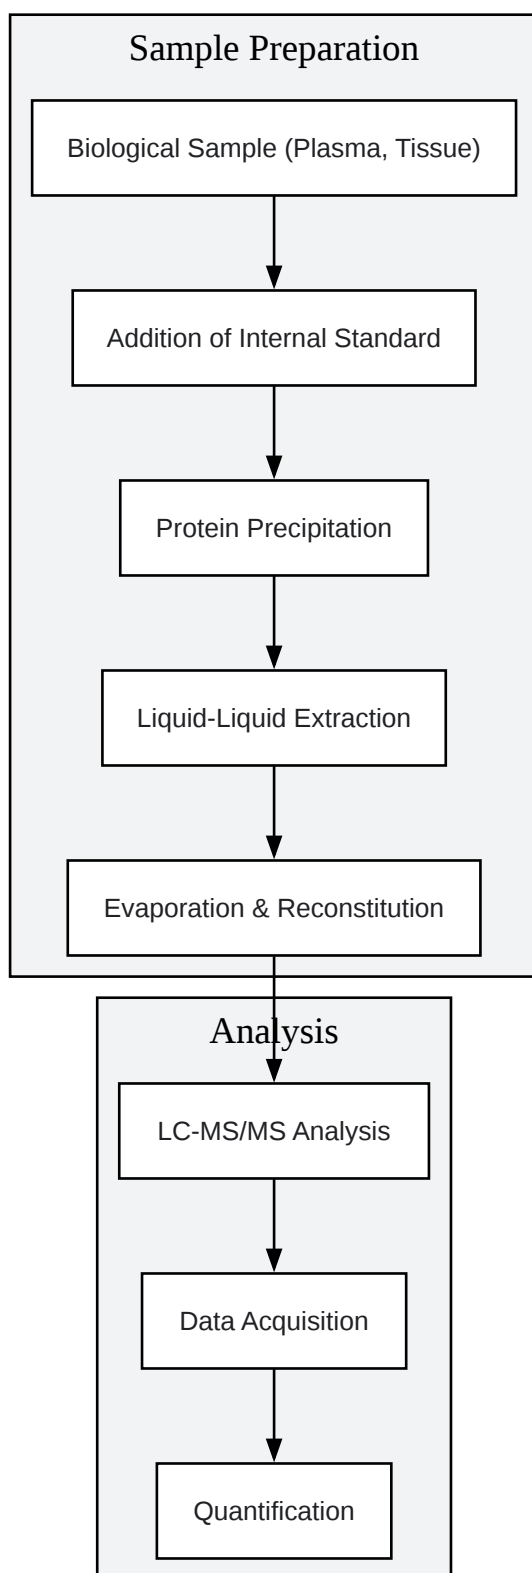 Sample Preparation
Biological Sample (Plasma, Tissue)
Addition of Internal Standard
Protein Precipitation
Liquid-Liquid Extraction
Evaporation & Reconstitution
Analysis
LC-MS/MS Analysis
Data Acquisition
Quantification